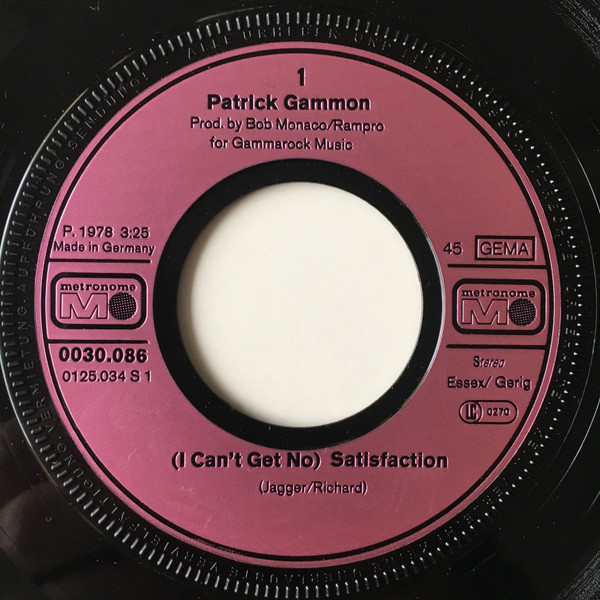 1
Patrick Gammon
Prod. by Bob Monaco/Rampro
for Gammarock Music
P. 1978 3:25
Made in Germany
45 GEMA
metronome
M
metronome
M
0030.086
0125.034 S 1
Stereo
Essex/ Gerig
LC 0270
(I Can't Get No) Satisfaction
(Jagger/Richard)